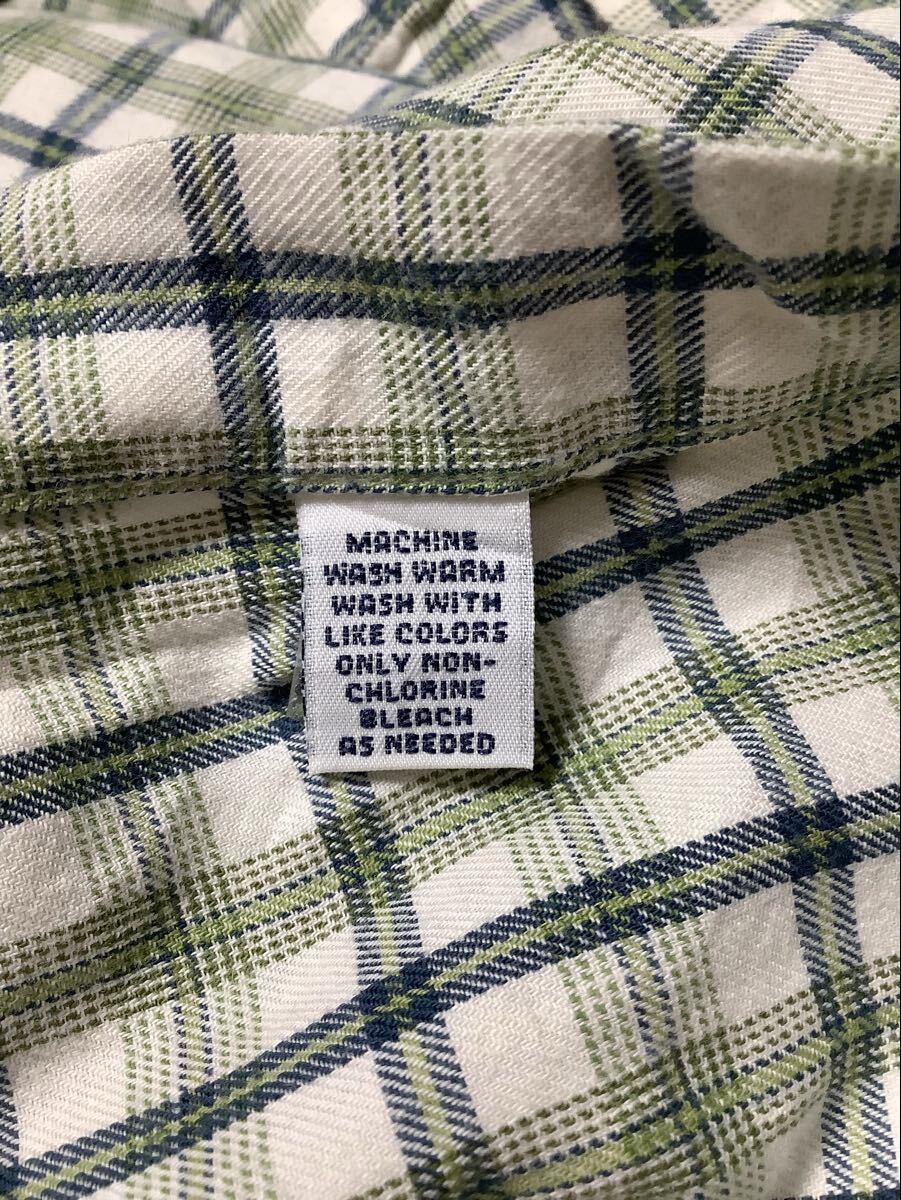 MACHINE
WASH WARM
WASH WITH
LIKE COLORS
ONLY NON-
CHLORINE
BLEACH
AS NEEDED